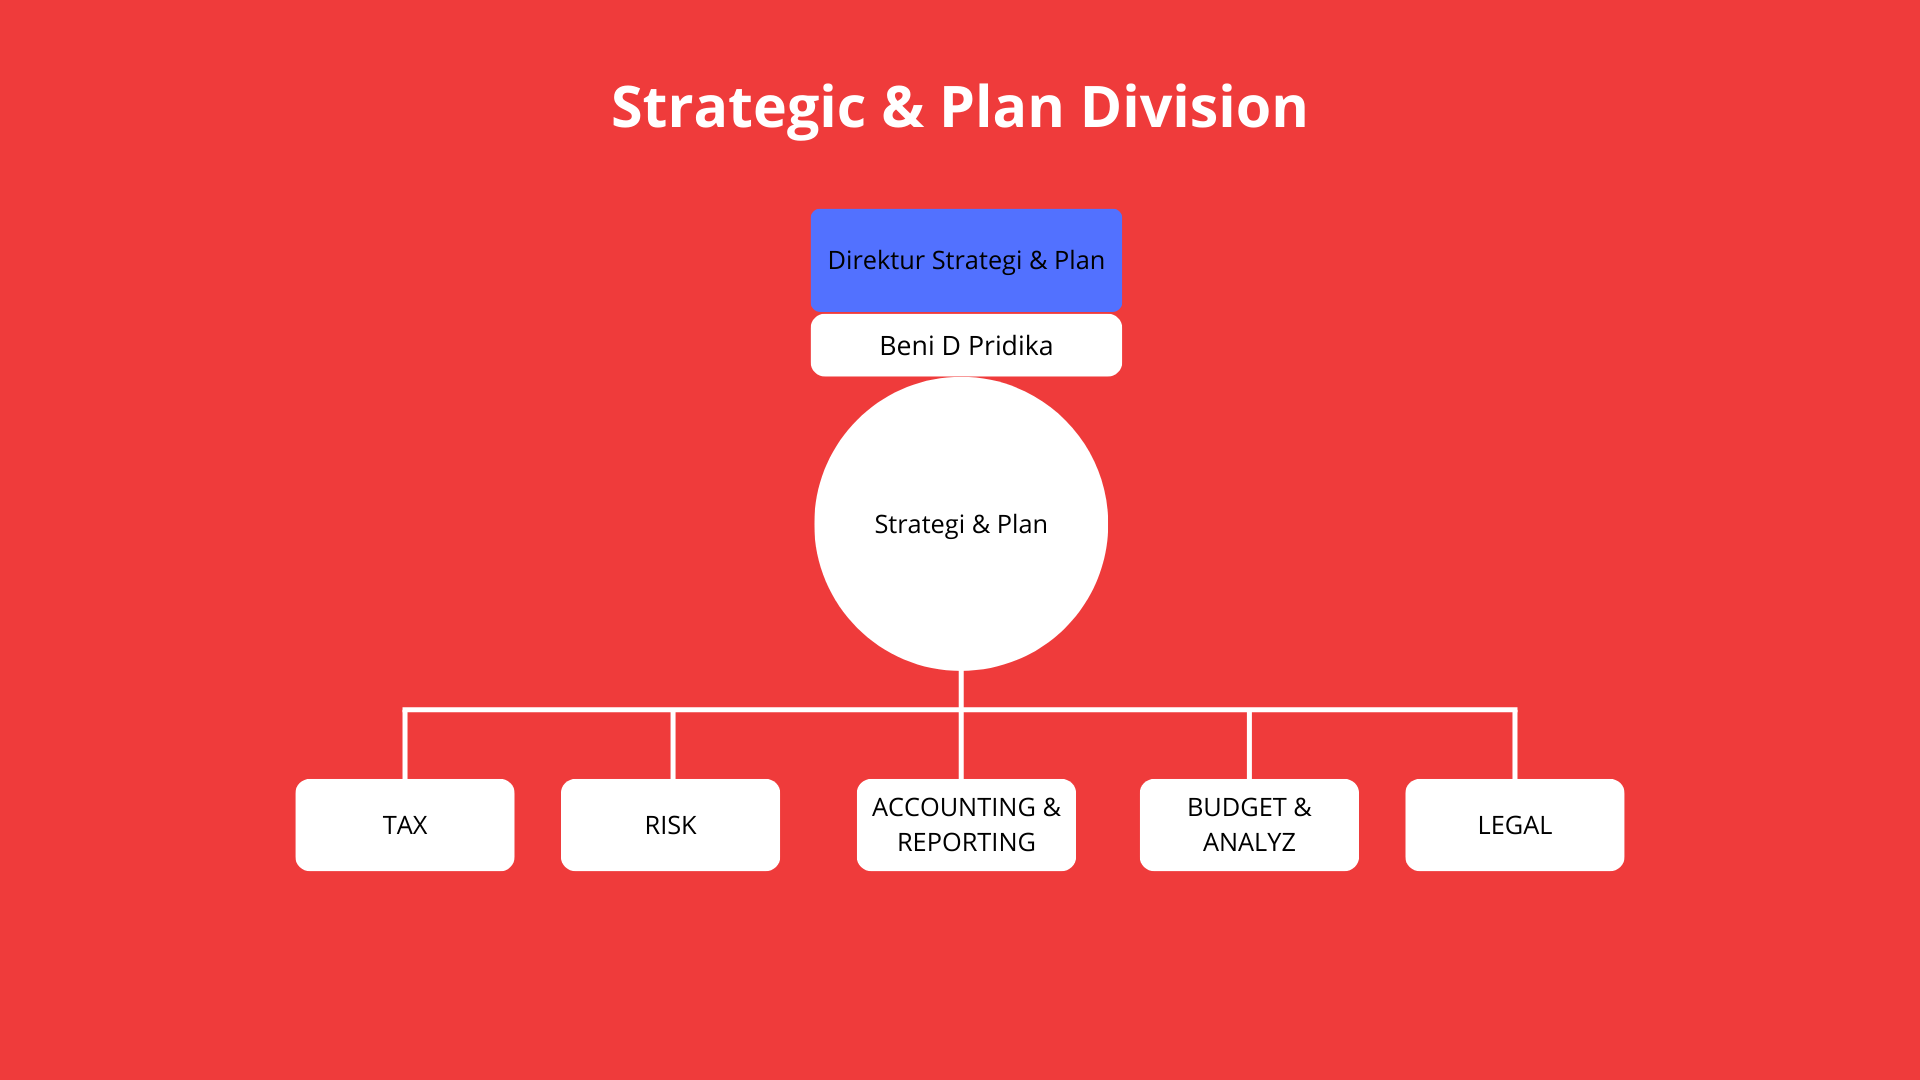 Strategic & Plan Division
Direktur Strategi & Plan
Beni D Pridika
Strategi & Plan
TAX
RISK
ACCOUNTING &
REPORTING
BUDGET &
ANALYZ
LEGAL